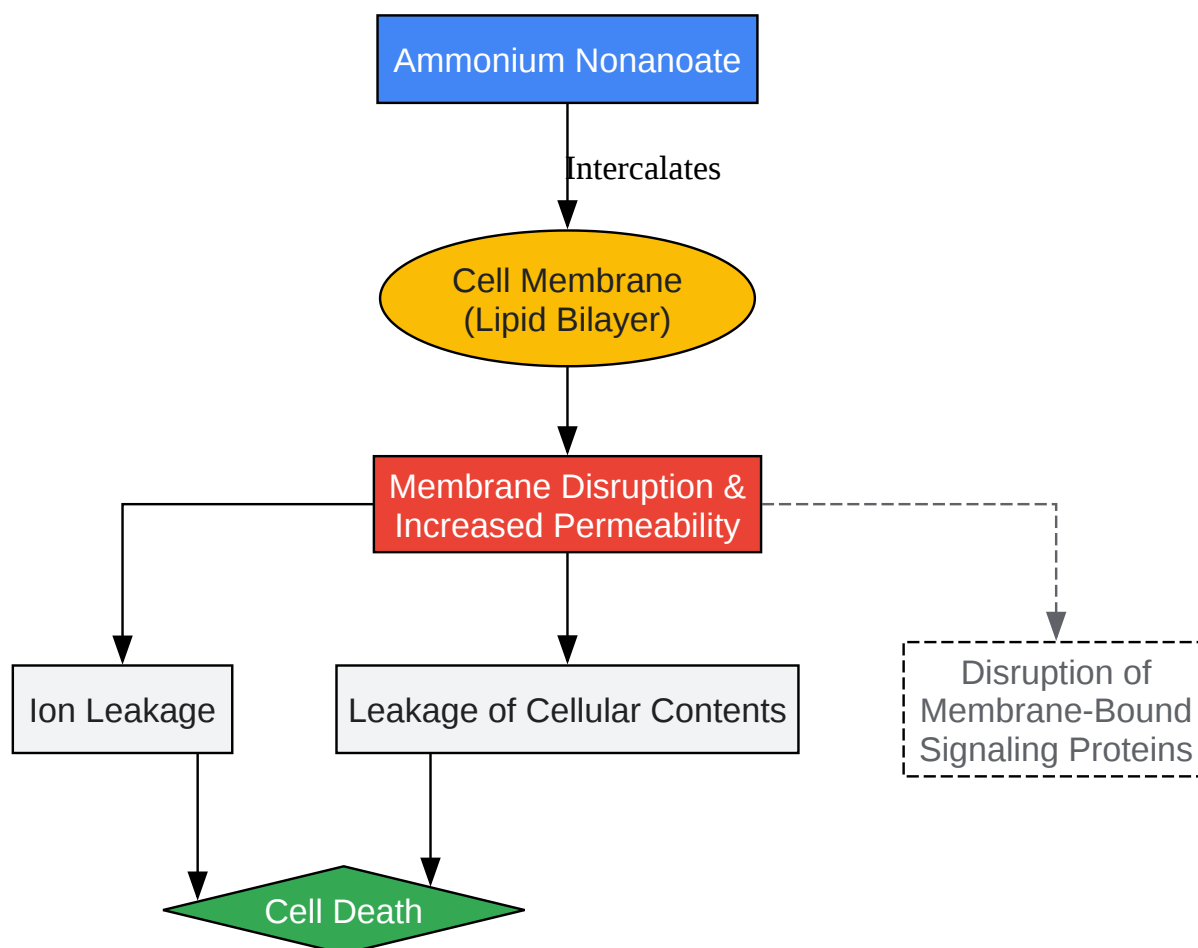 Ammonium Nonanoate
Intercalates
Cell Membrane
(Lipid Bilayer)
Membrane Disruption &
Increased Permeability
Ion Leakage
Leakage of Cellular Contents
Disruption of
Membrane-Bound
Signaling Proteins
Cell Death